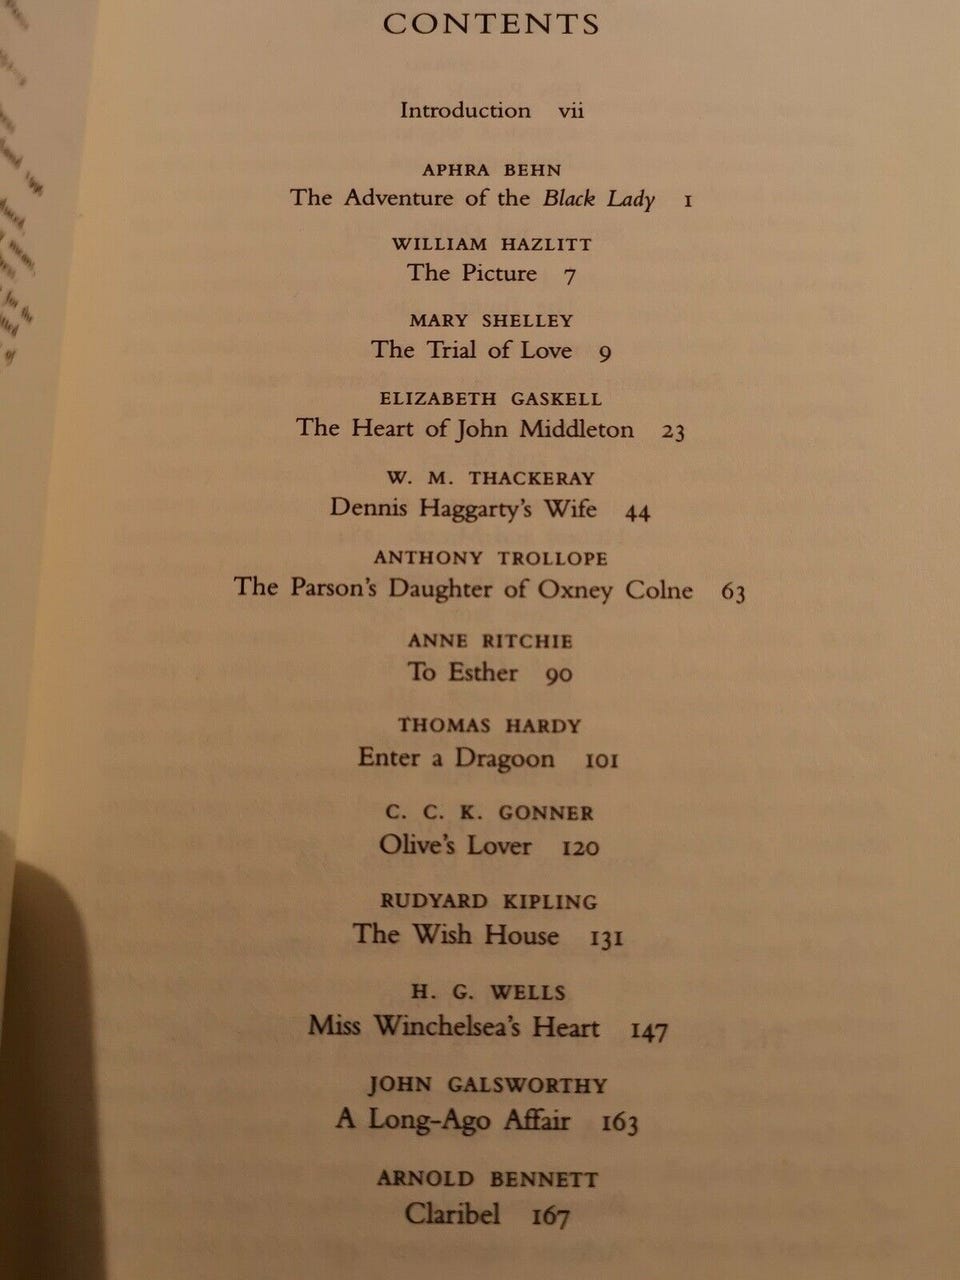 CONTENTS
Introduction vii
APHRA BEHN
The Adventure of the Black Lady 1
WILLIAM HAZLITT
The Picture 7
MARY SHELLEY
The Trial of Love 9
ELIZABETH GASKELL
The Heart of John Middleton 23
W. M. THACKERAY
Dennis Haggarty's Wife 44
ANTHONY TROLLOPE
The Parson's Daughter of Oxney Colne 63
ANNE RITCHIE
To Esther 90
THOMAS HARDY
Enter a Dragoon 101
C. C. K. GONNER
Olive's Lover 120
RUDYARD KIPLING
The Wish House 131
H. G. WELLS
Miss Winchelsea's Heart 147
JOHN GALSWORTHY
A Long-Ago Affair 163
ARNOLD BENNETT
Claribel 167